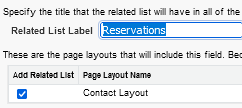 Specify the title that the related list will have in all of the
Related List Label Reservations
These are the page layouts that will include this field. Bec
Add Related List Page Layout Name
Contact Layout